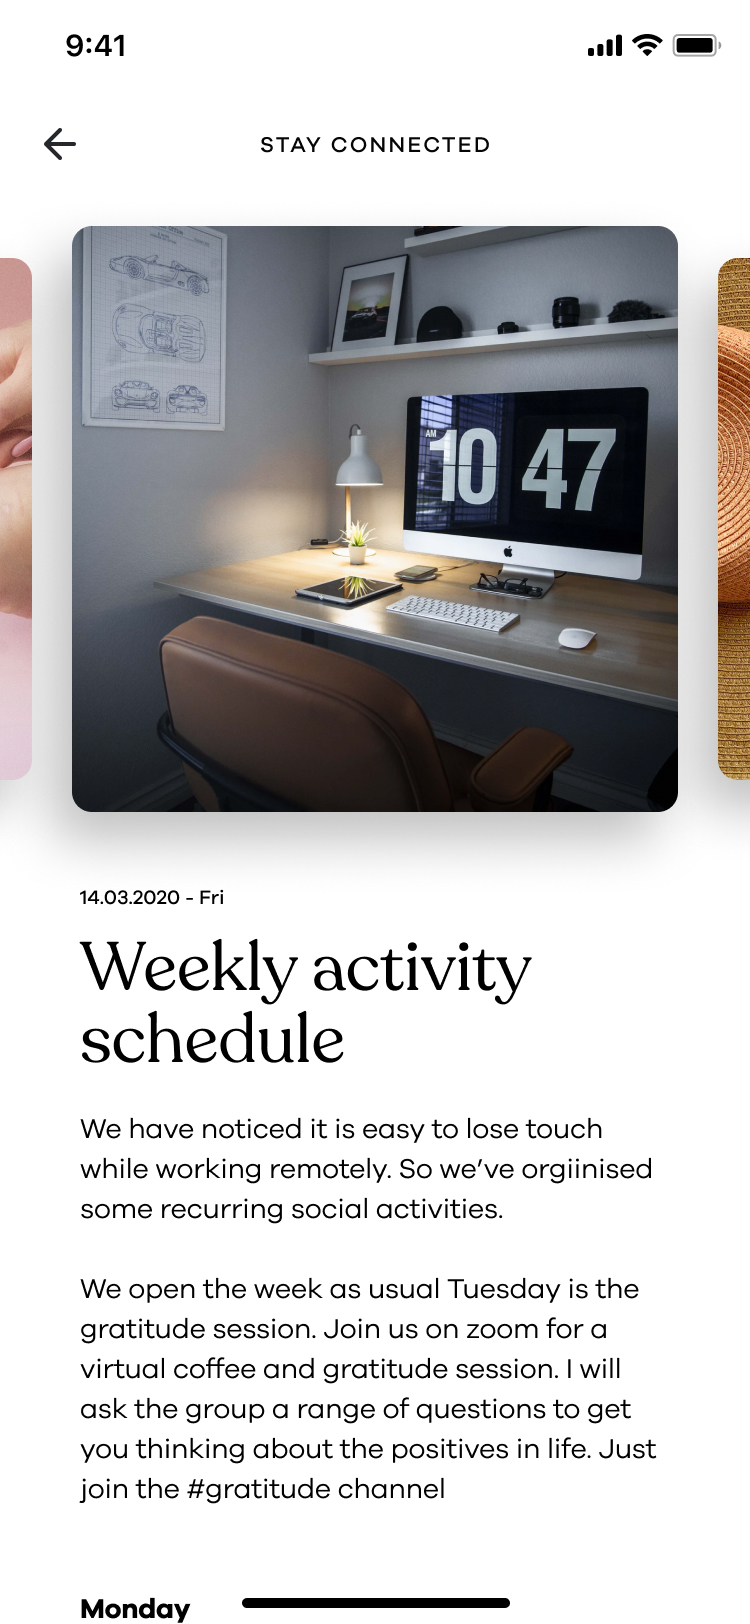 9:41
STAY CONNECTED
AM
10 47
14.03.2020 - Fri
Weekly activity
schedule
We have noticed it is easy to lose touch
while working remotely. So we’ve orgiinised
some recurring social activities.
We open the week as usual Tuesday is the
gratitude session. Join us on zoom for a
virtual coffee and gratitude session. I will
ask the group a range of questions to get
you thinking about the positives in life. Just
join the #gratitude channel
Monday